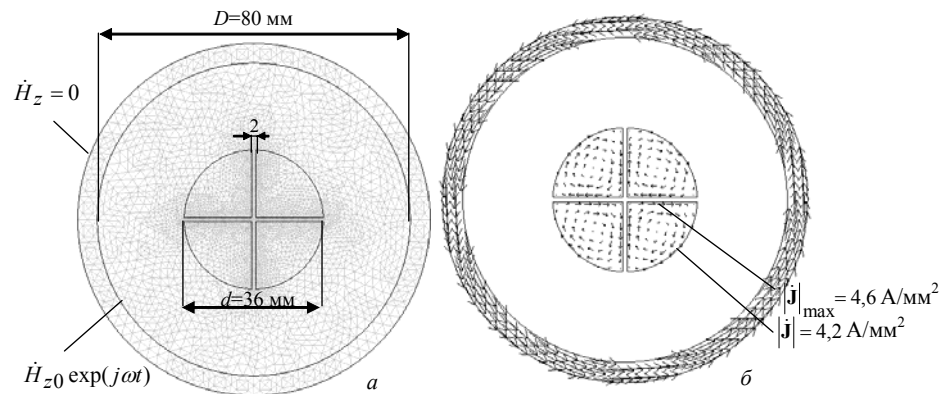 D=80 мм
Ḣz = 0
2
d=36 мм
Ḣz0 exp(jωt)
а
|J̇|max = 4,6 А/мм²
|J̇| = 4,2 А/мм²
б